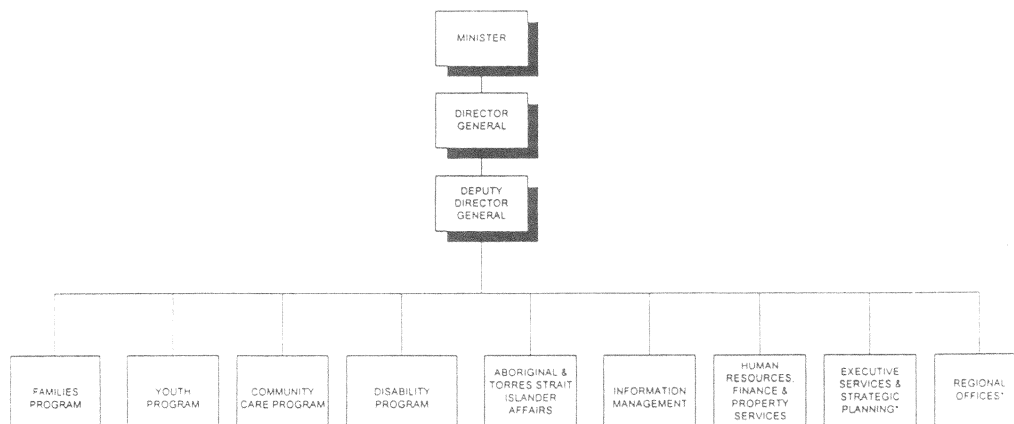 MINISTER
DIRECTOR
GENERAL
DEPUTY
DIRECTOR
GENERAL
FAMILIES
PROGRAM
YOUTH
PROGRAM
COMMUNITY
CARE PROGRAM
DISABILITY
PROGRAM
ABORIGINAL &
TORRES STRAIT
ISLANDER
AFFAIRS
INFORMATION
MANAGEMENT
HUMAN
RESOURCES,
FINANCE &
PROPERTY
SERVICES
EXECUTIVE
SERVICES &
STRATEGIC
PLANNING*
REGIONAL
OFFICES*